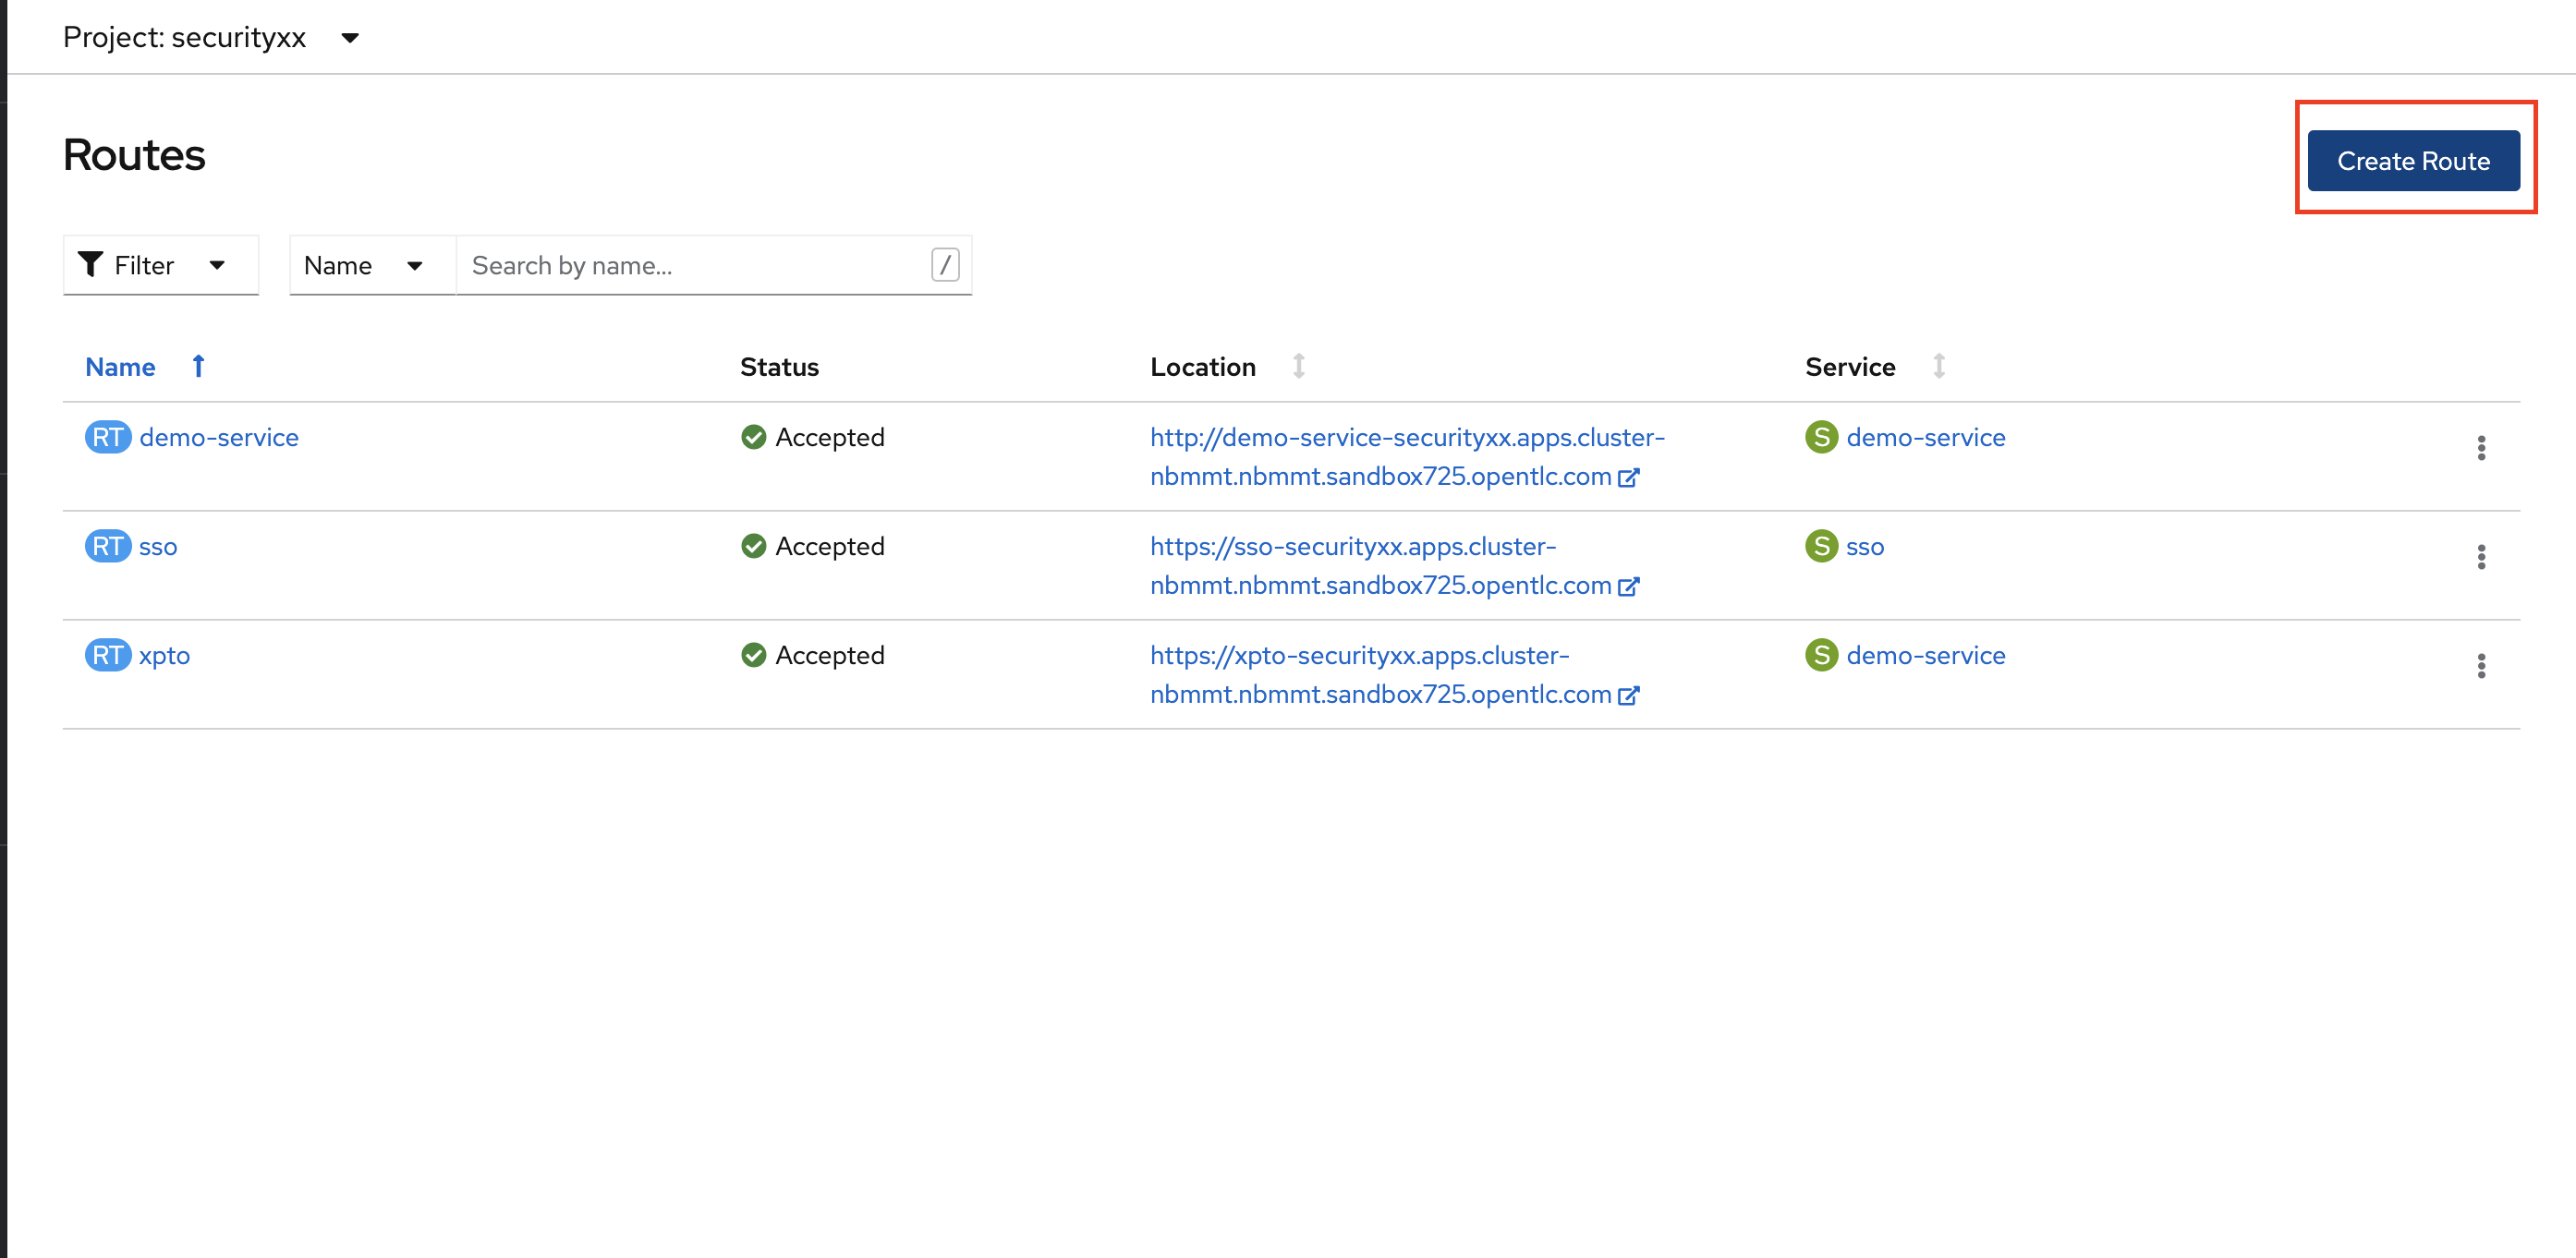 Project: securityxx
Routes
Create Route
Filter
Name
Search by name...
/
Name
Status
Location
Service
RT demo-service
Accepted
http://demo-service-securityxx.apps.cluster-
nbmmt.nbmmt.sandbox725.opentlc.com
S demo-service
RT sso
Accepted
https://sso-securityxx.apps.cluster-
nbmmt.nbmmt.sandbox725.opentlc.com
S sso
RT xpto
Accepted
https://xpto-securityxx.apps.cluster-
nbmmt.nbmmt.sandbox725.opentlc.com
S demo-service